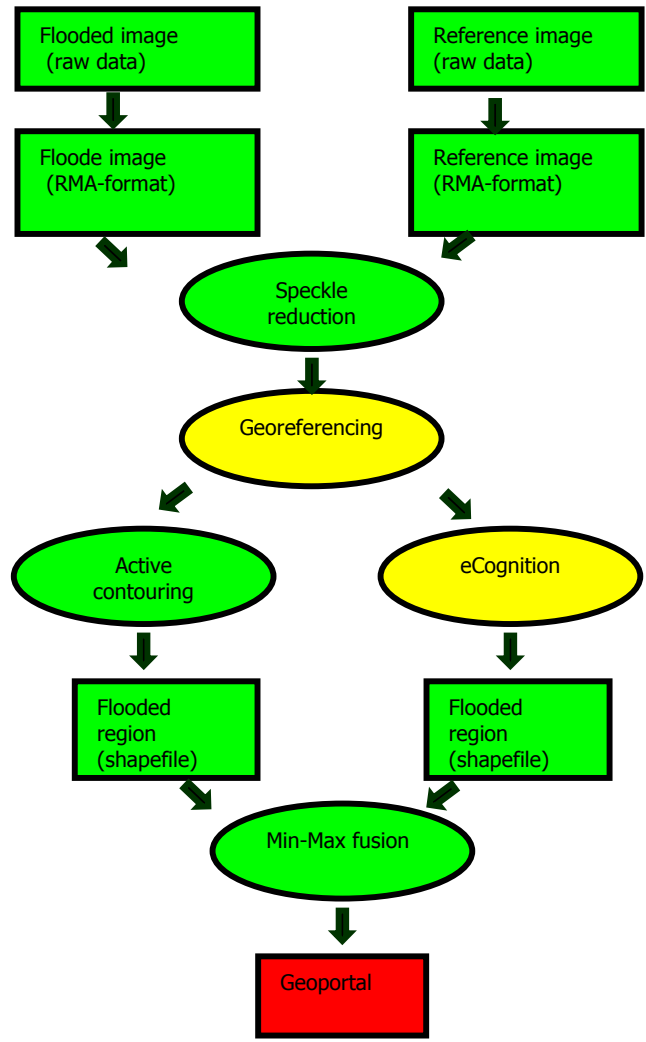 Flooded image
(raw data)
Reference image
(raw data)
Floode image
(RMA-format)
Reference image
(RMA-format)
Speckle
reduction
Georeferencing
Active
contouring
eCognition
Flooded
region
(shapefile)
Flooded
region
(shapefile)
Min-Max fusion
Geoportal